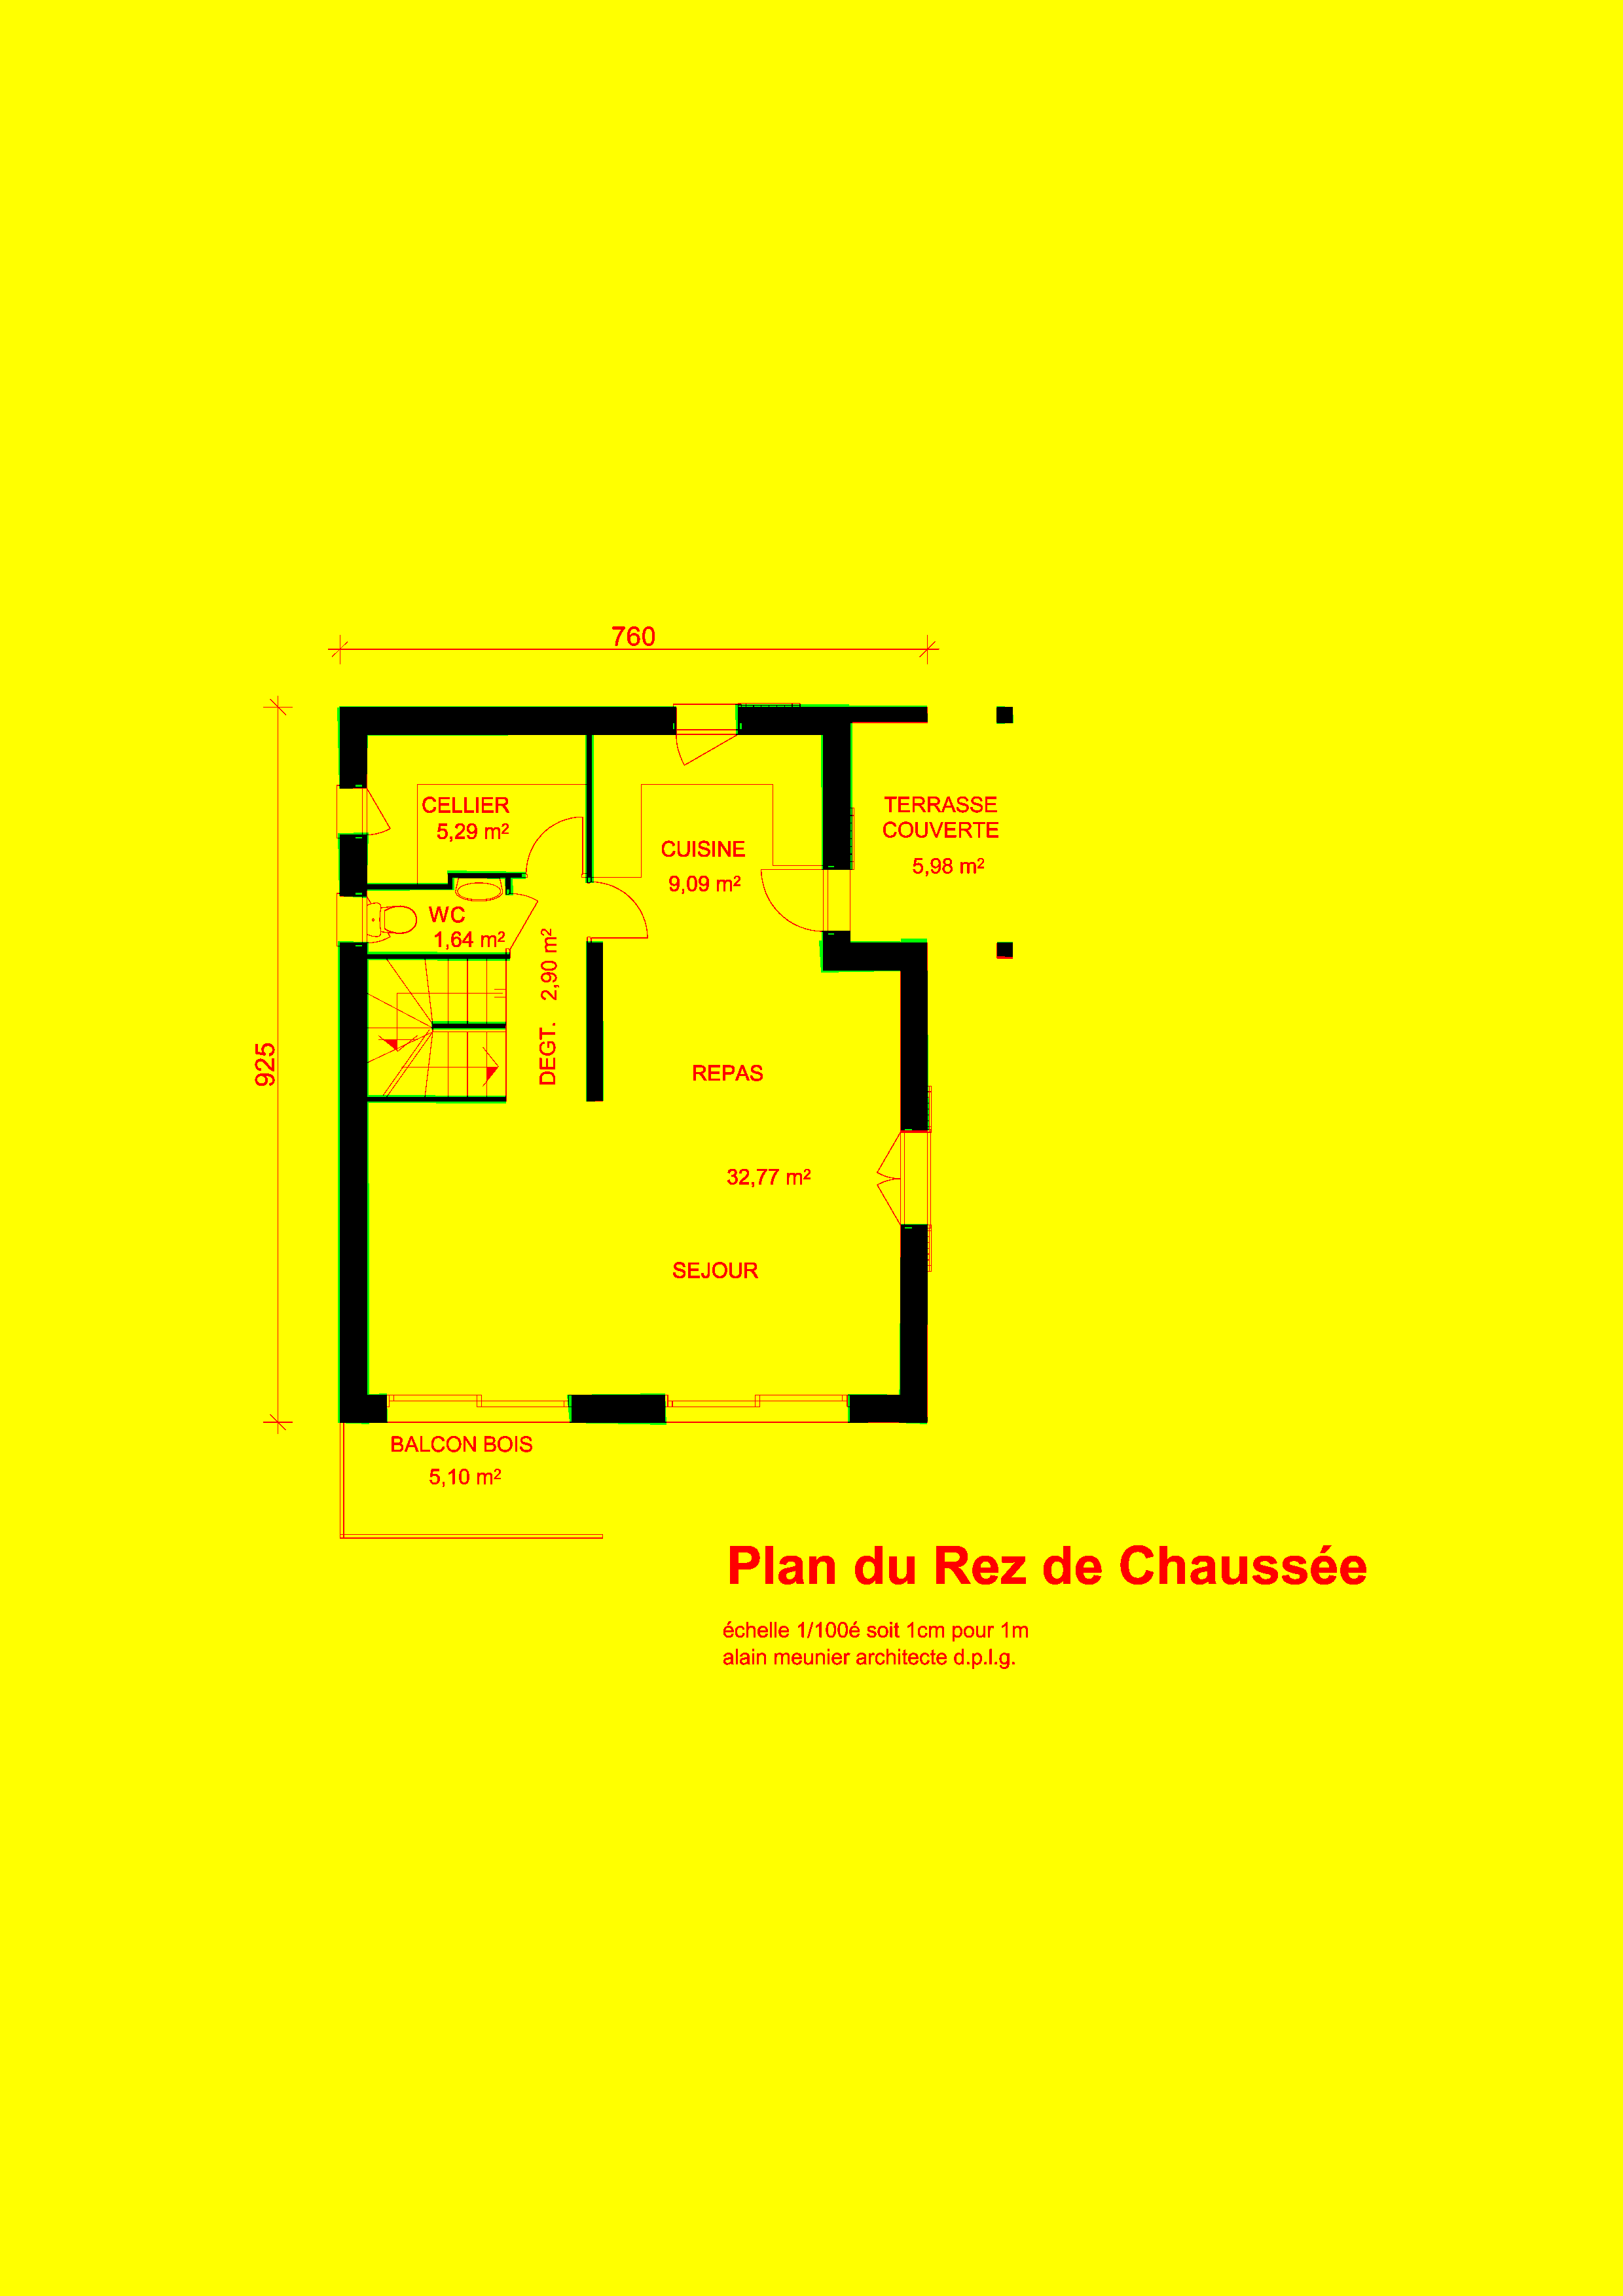 760
925
CELLIER
5,29 m²
CUISINE
9,09 m²
TERRASSE
COUVERTE
5,98 m²
WC
1,64 m²
DEGT. 2,90 m²
REPAS
32,77 m²
SEJOUR
BALCON BOIS
5,10 m²
Plan du Rez de Chaussée
échelle 1/100é soit 1cm pour 1m
alain meunier architecte d.p.l.g.